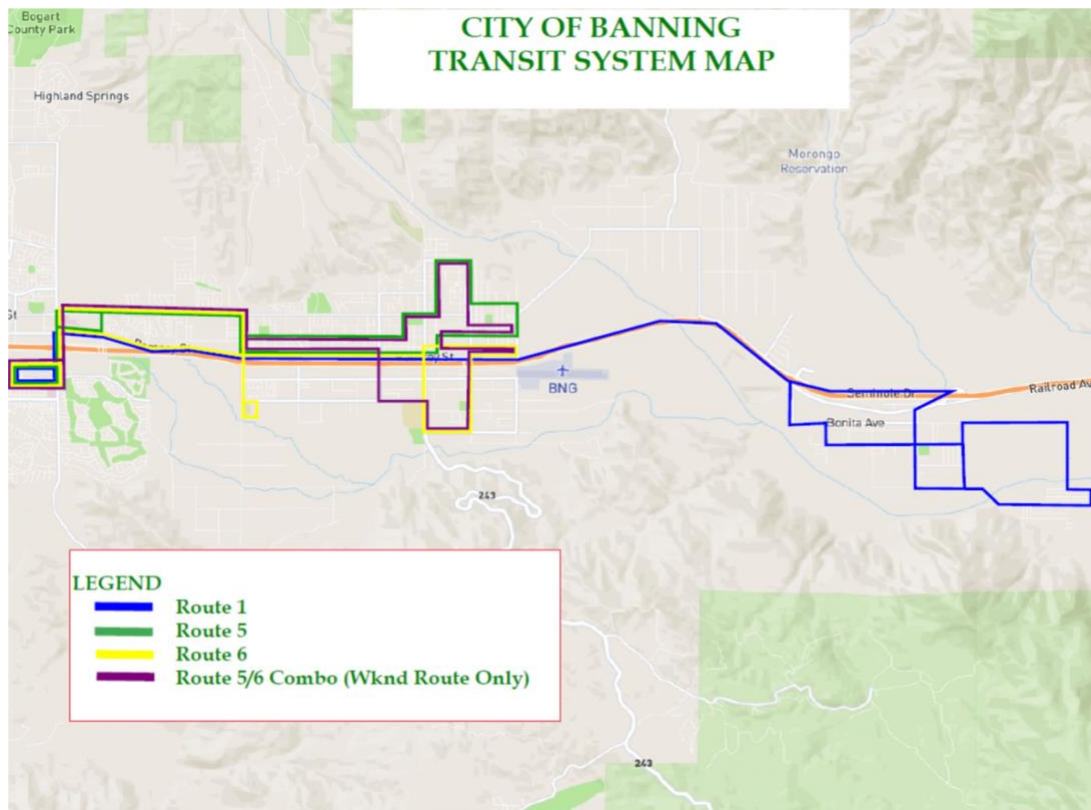 CITY OF BANNING
TRANSIT SYSTEM MAP
Bogart
County Park
Highland Springs
Morongo
Reservation
St
BNG
Seminole Dr
Railroad Av
Bonita Ave
243
LEGEND
Route 1
Route 5
Route 6
Route 5/6 Combo (Wknd Route Only)
243